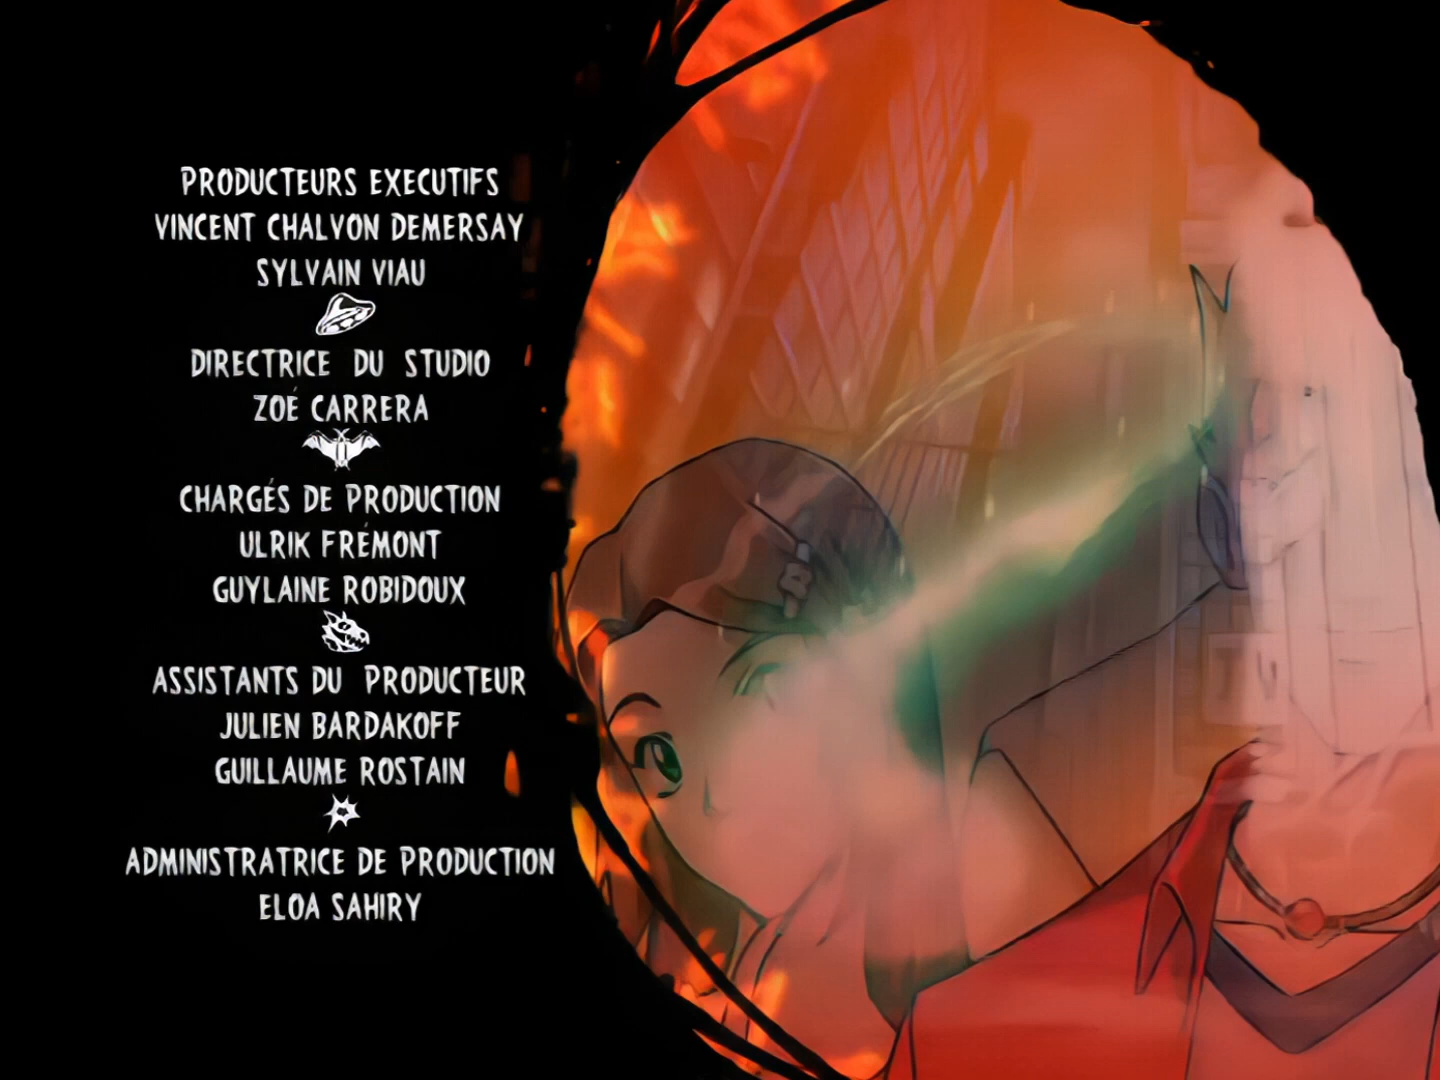 PRODUCTEURS EXECUTIFS
VINCENT CHALVON DEMERSAY
SYLVAIN VIAU
DIRECTRICE DU STUDIO
ZOÉ CARRERA
CHARGÉS DE PRODUCTION
ULRIK FRÉMONT
GUYLAINE ROBIDOUX
ASSISTANTS DU PRODUCTEUR
JULIEN BARDAKOFF
GUILLAUME ROSTAIN
ADMINISTRATRICE DE PRODUCTION
ELOA SAHIRY